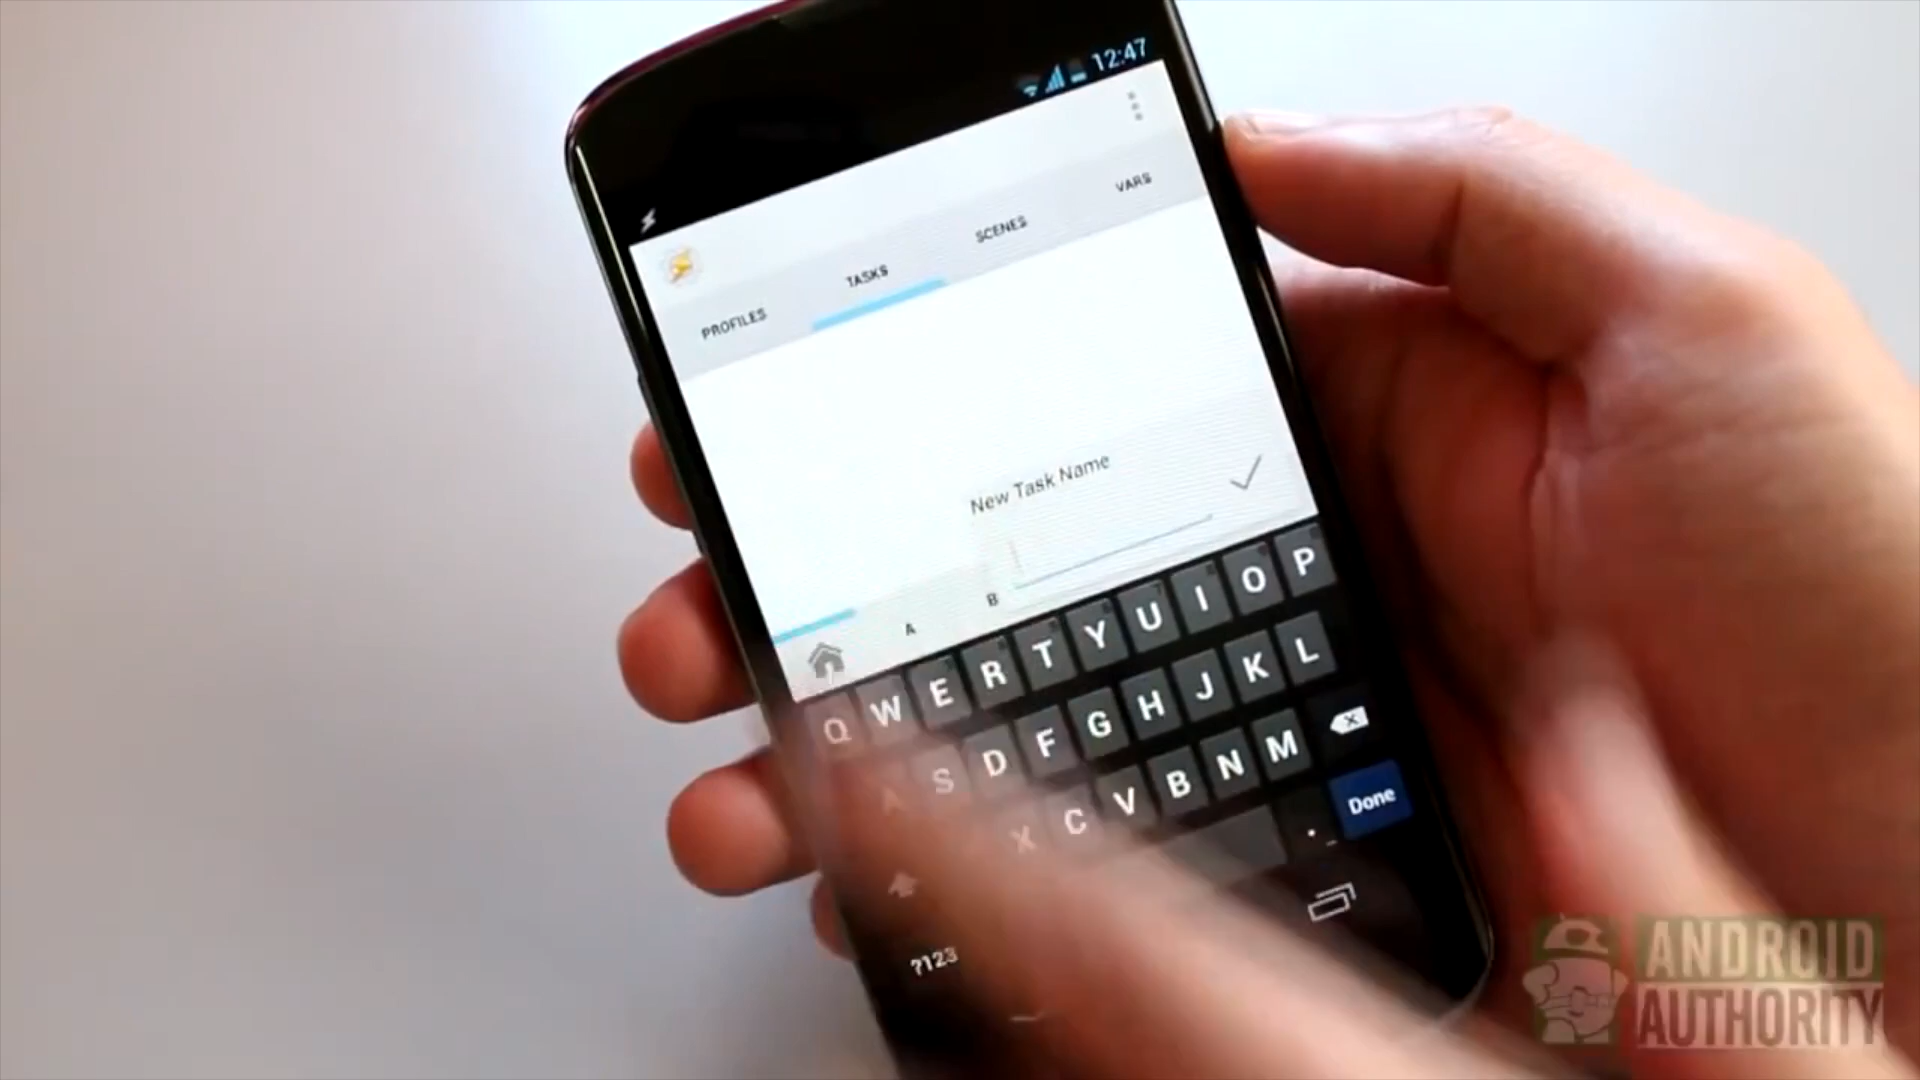 12:47
VARS
SCENES
TASKS
PROFILES
New Task Name
A
B
Q W E R T Y U I O P
A S D F G H J K L
X C V B N M
Done
.
?123
ANDROID
AUTHORITY